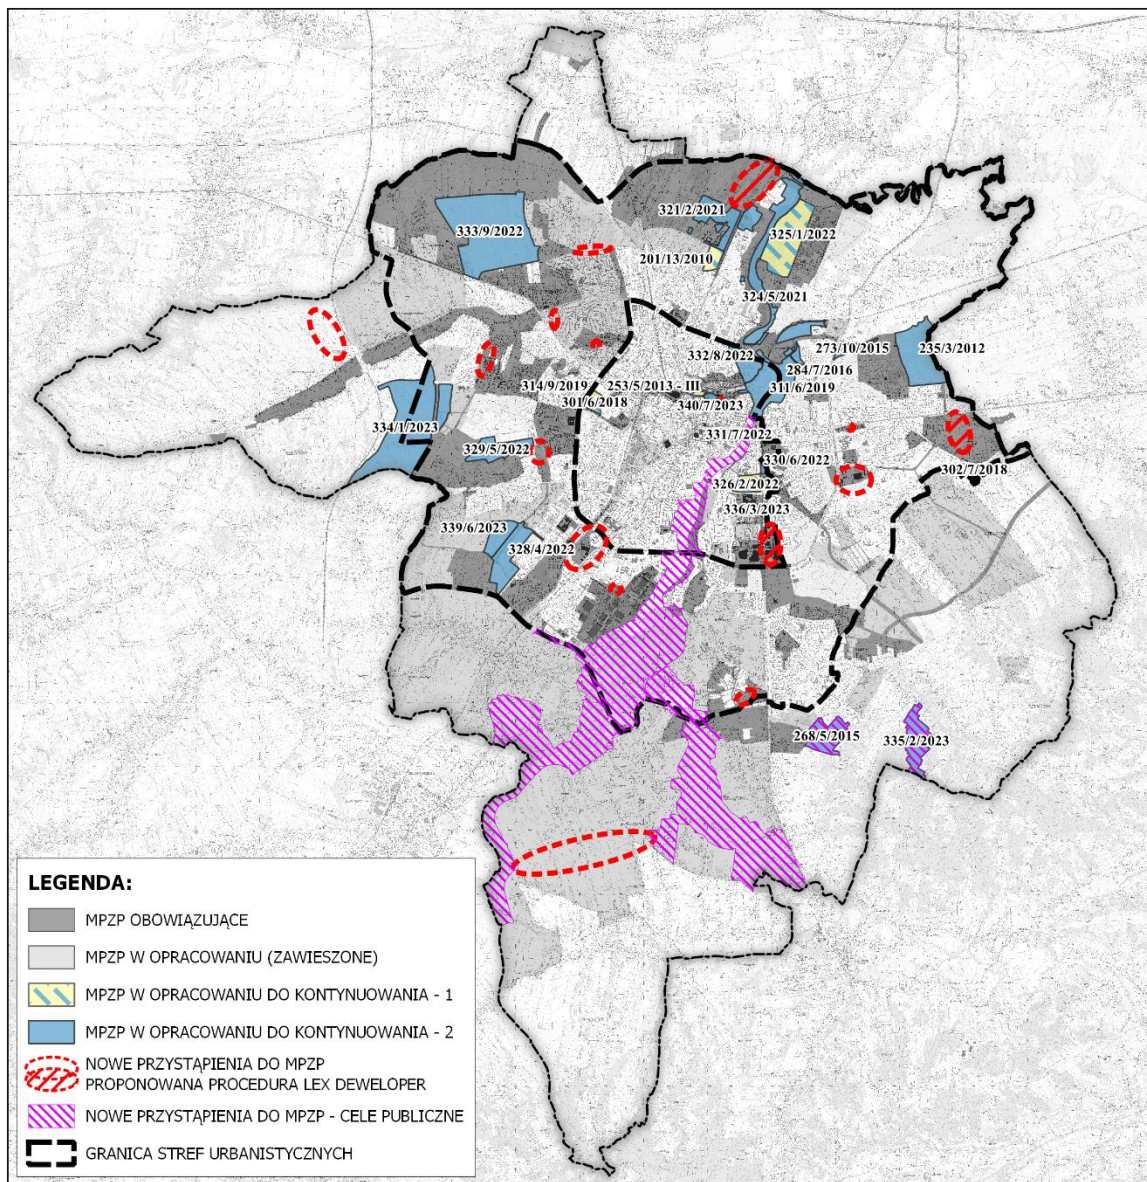 333/9/2022
321/2/2021
325/1/2022
201/13/2010
324/5/2021
332/8/2022
273/10/2015
235/3/2012
284/7/2016
314/9/2019
253/5/2013 - III
311/6/2019
301/6/2018
340/7/2023
334/1/2023
331/7/2022
329/5/2022
330/6/2022
302/7/2018
326/2/2022
336/3/2023
339/6/2023
328/4/2022
268/5/2015
335/2/2023
LEGENDA:
MPZP OBOWIĄZUJĄCE
MPZP W OPRACOWANIU (ZAWIESZONE)
MPZP W OPRACOWANIU DO KONTYNUOWANIA - 1
MPZP W OPRACOWANIU DO KONTYNUOWANIA - 2
NOWE PRZYSTĄPIENIA DO MPZP
PROPONOWANA PROCEDURA LEX DEWELOPER
NOWE PRZYSTĄPIENIA DO MPZP - CELE PUBLICZNE
GRANICA STREF URBANISTYCZNYCH